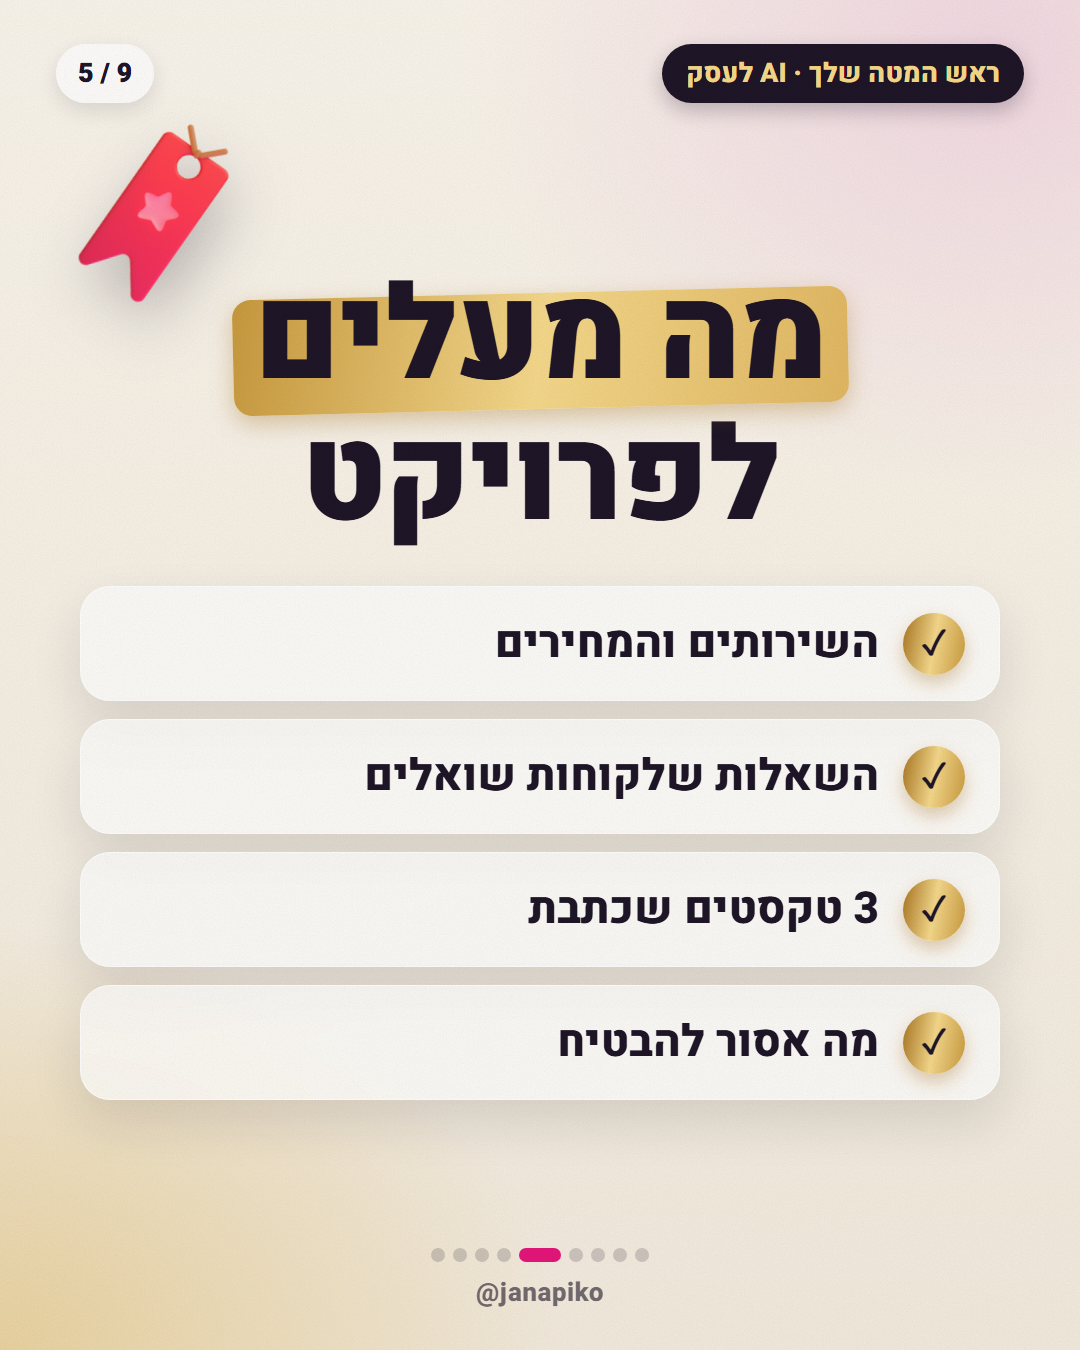 ראש המטה שלך · AI לעסק
5 / 9
מה מעלים
לפרויקט
השירותים והמחירים
השאלות שלקוחות שואלים
3 טקסטים שכתבת
מה אסור להבטיח
@janapiko